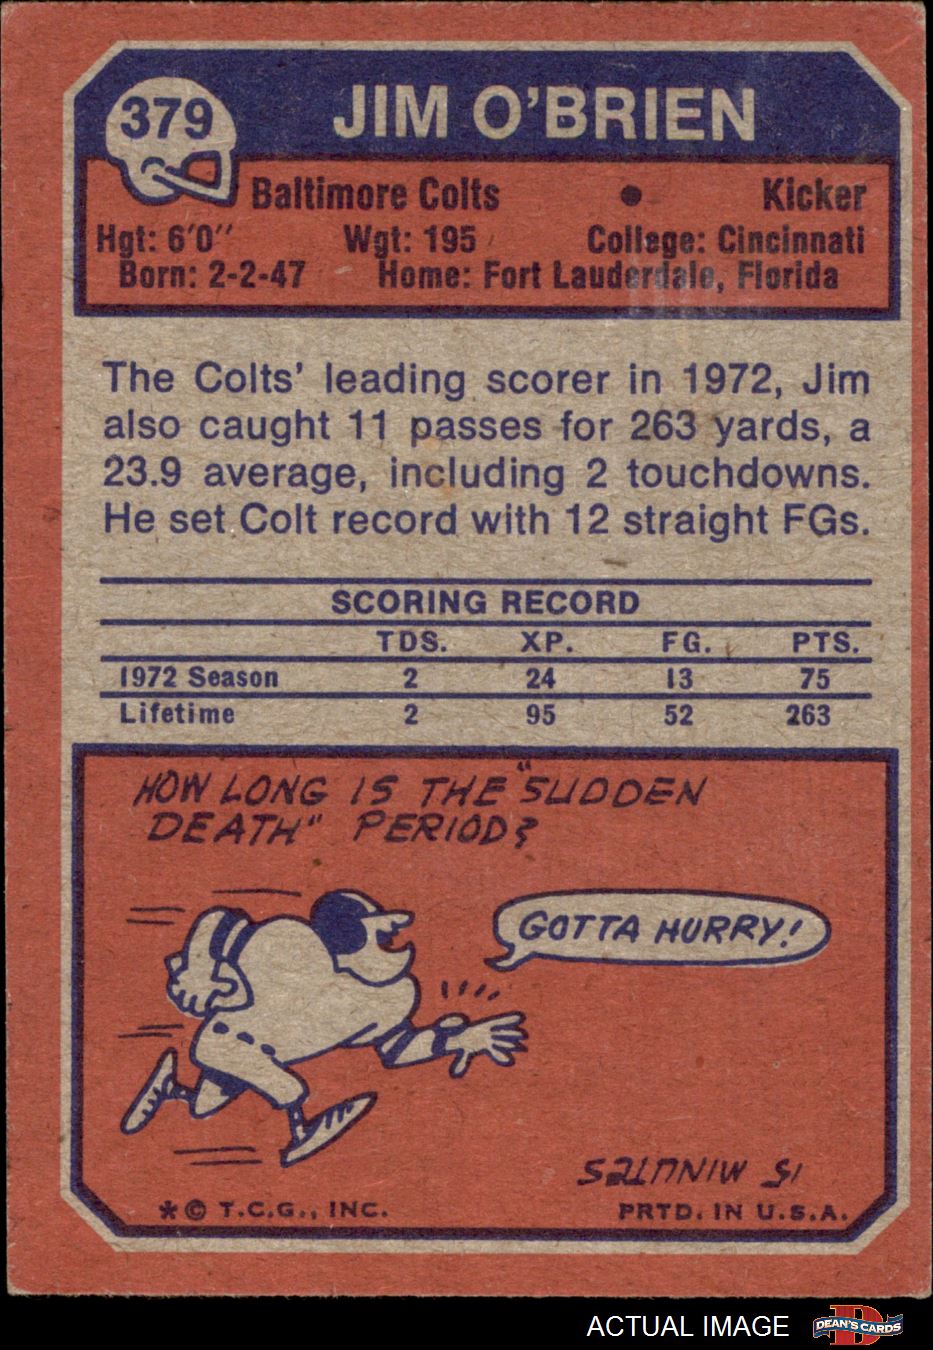 379
JIM O'BRIEN
Baltimore Colts • Kicker
Hgt: 6'0" Wgt: 195 College: Cincinnati
Born: 2-2-47 Home: Fort Lauderdale, Florida
The Colts' leading scorer in 1972, Jim
also caught 11 passes for 263 yards, a
23.9 average, including 2 touchdowns.
He set Colt record with 12 straight FGs.
SCORING RECORD
TDS. XP. FG. PTS.
1972 Season 2 24 13 75
Lifetime 2 95 52 263
HOW LONG IS THE "SUDDEN
DEATH" PERIOD?
GOTTA HURRY!
15 MINUTES
*© T.C.G., INC. PRTD. IN U.S.A.
ACTUAL IMAGE
D
DEAN'S CARDS